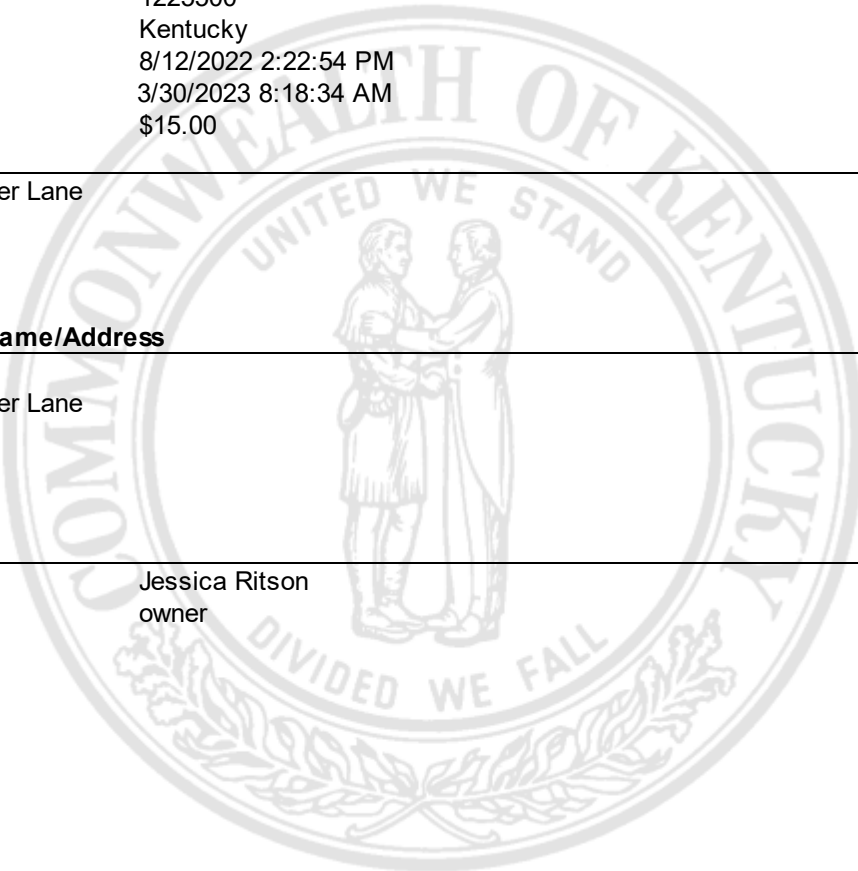 Kentucky
8/12/2022 2:22:54 PM
3/30/2023 8:18:34 AM
$15.00
er Lane
ame/Address
er Lane
Jessica Ritson
owner
COMMONWEALTH OF KENTUCKY
UNITED WE STAND
DIVIDED WE FALL